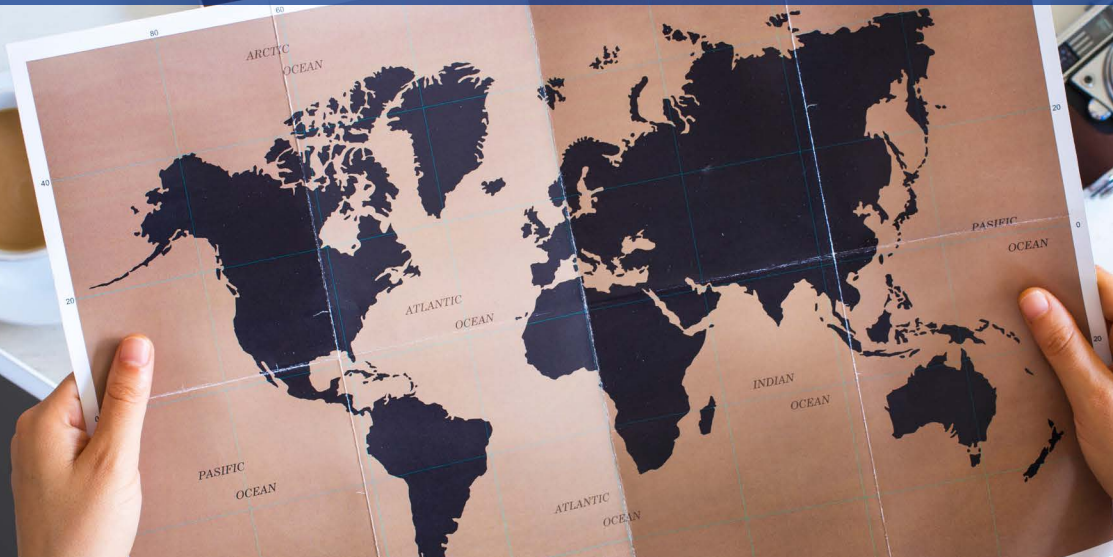 60
80
ARCTIC
OCEAN
20
40
PASIFIC
0
OCEAN
20
ATLANTIC
OCEAN
20
INDIAN
OCEAN
0
PASIFIC
OCEAN
ATLANTIC
OCEAN